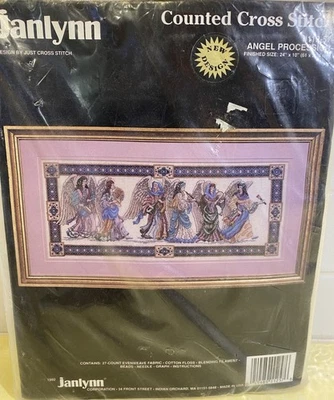 Janlynn
Counted Cross Stitch
DESIGN BY JUST CROSS STITCH
NEW
DESIGN
ANGEL PROCESSION
FINISHED SIZE: 24" x 10"
CONTAINS: 27-COUNT EVENWEAVE FABRIC • COTTON FLOSS • BLENDING FILAMENT •
BEADS • NEEDLE • GRAPH • INSTRUCTIONS
Janlynn
CORPORATION • 34 FRONT STREET • INDIAN ORCHARD, MA 01151-0848 • MADE IN USA